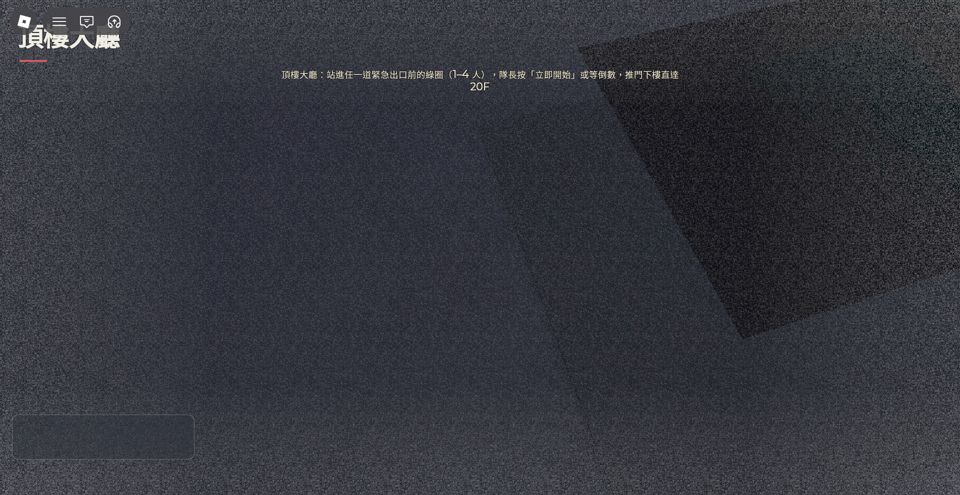 頂樓大廳
頂樓大廳：站進任一道緊急出口前的綠圈（1–4 人），隊長按「立即開始」或等倒數，推門下樓直達
20F